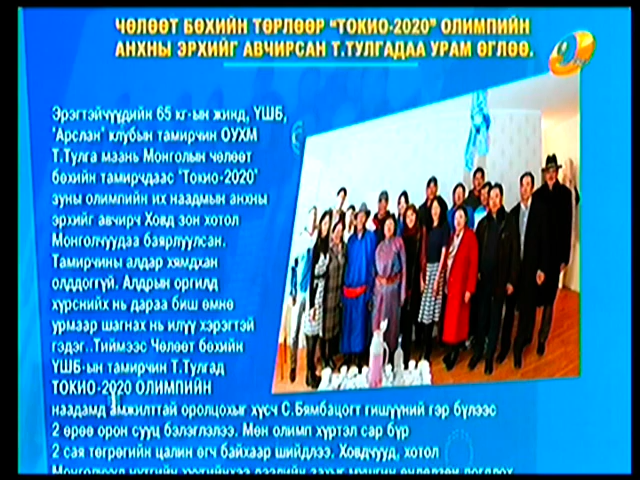 ЧӨЛӨӨТ БӨХИЙН ТӨРЛӨӨР "ТОКИО-2020" ОЛИМПИЙН
АНХНЫ ЭРХИЙГ АВЧИРСАН Т.ТУЛГАДАА УРАМ ӨГЛӨӨ.
Эрэгтэйчүүдийн 65 кг-ын жинд, ҮШБ,
"Арслан" клубын тамирчин ОУХМ
Т.Тулга маань Монголын чөлөөт
бөхийн тамирчдаас "Токио-2020"
зуны олимпийн их наадмын анхны
эрхийг авчирч Ховд зон хотол
Монголчуудаа баярлуулсан.
Тамирчины алдар хямдхан
олддоггүй. Алдрын оргилд
хүрснийх нь дараа биш өмнө
урмаар шагнах нь илүү хэрэгтэй
гэдэг..Тиймээс Чөлөөт бөхийн
ҮШБ-ын тамирчин Т.Тулгад
ТОКИО-2020 ОЛИМПИЙН
наадамд амжилттай оролцохыг хүсч С.Бямбацогт гишүүний гэр бүлээс
2 өрөө орон сууц бэлэглэлээ. Мөн олимп хүртэл сар бүр
2 сая төгрөгийн цалин өгч байхаар шийдлээ. Ховдчууд, хотол